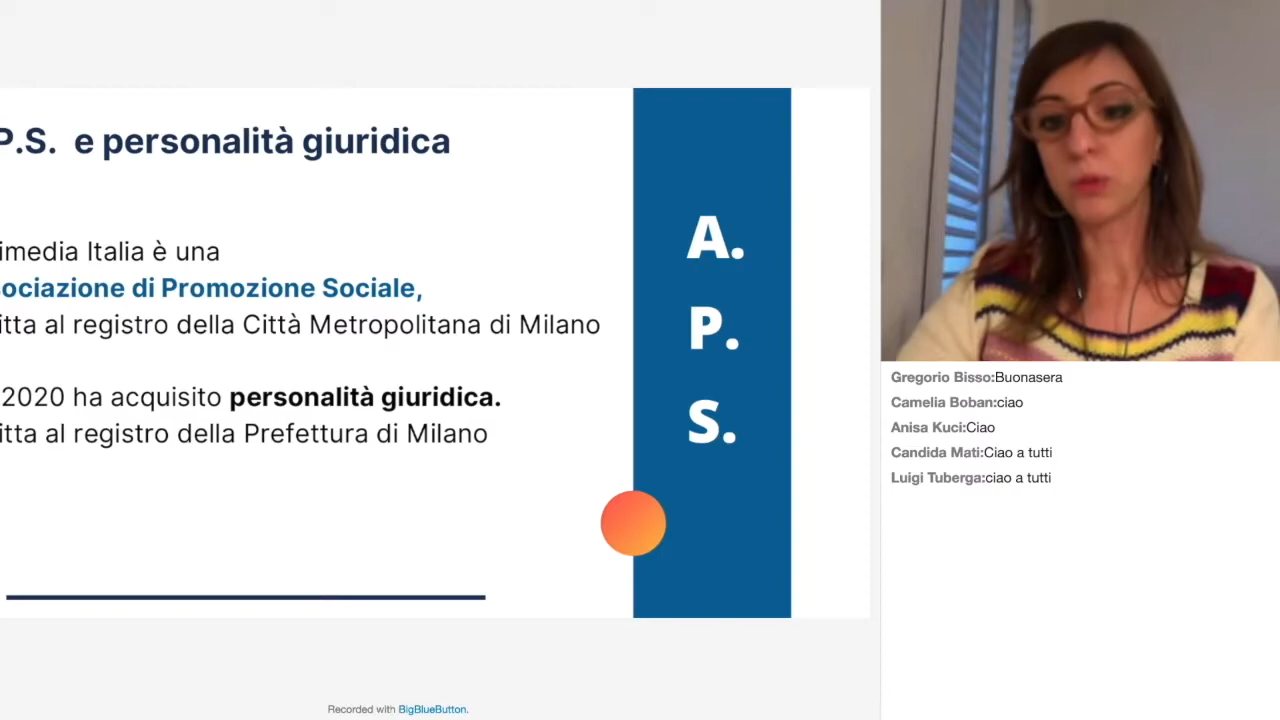 P.S. e personalità giuridica
imedia Italia è una
sociazione di Promozione Sociale,
itta al registro della Città Metropolitana di Milano
2020 ha acquisito personalità giuridica.
itta al registro della Prefettura di Milano
A.
P.
S.
Recorded with BigBlueButton.
Gregorio Bisso:Buonasera
Camelia Boban:ciao
Anisa Kuci:Ciao
Candida Mati:Ciao a tutti
Luigi Tuberga:ciao a tutti